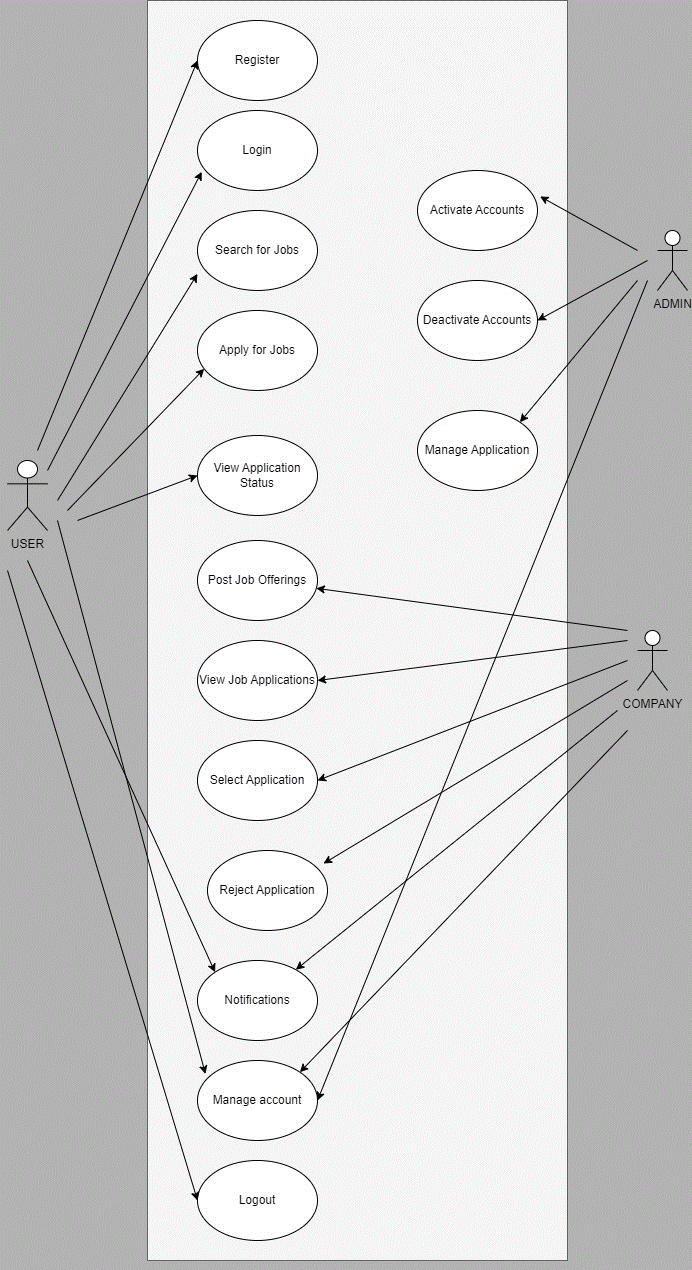 Register
Login
Activate Accounts
Search for Jobs
ADMIN
Deactivate Accounts
Apply for Jobs
Manage Application
View Application
Status
USER
Post Job Offerings
View Job Applications
COMPANY
Select Application
Reject Application
Notifications
Manage account
Logout